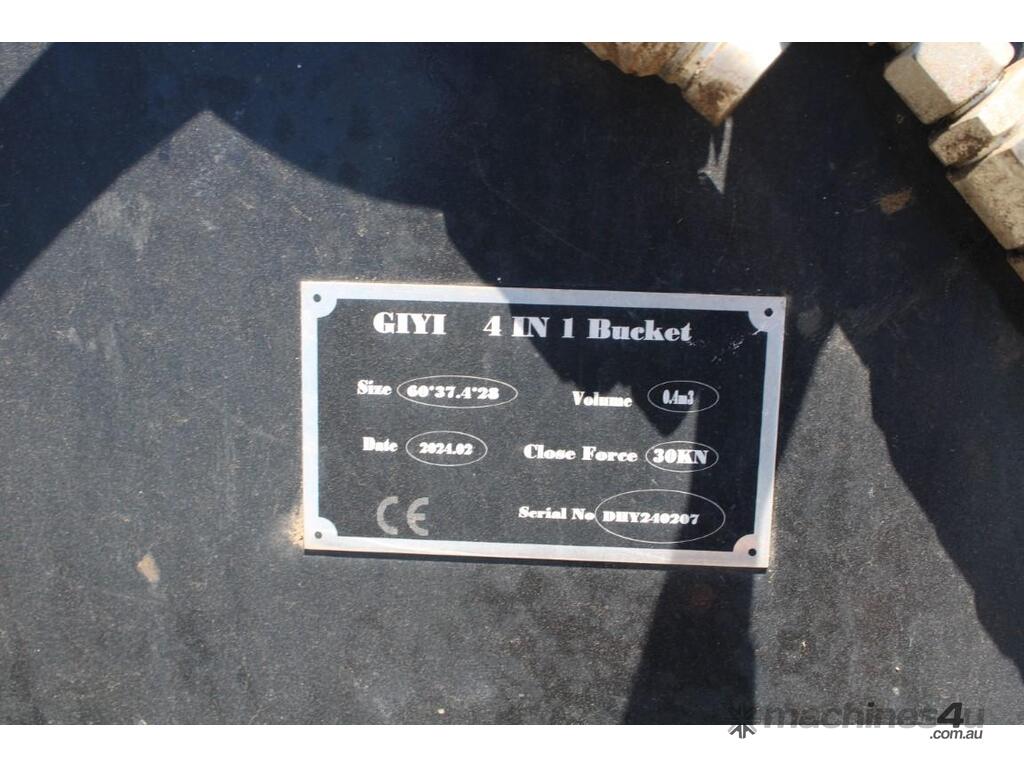 GIYI 4 IN 1 Bucket
Size 60*37.4*28 Volume 0.4m3
Date 2024.02 Close Force 30KN
CE Serial No DHY240207
machines4u
.com.au